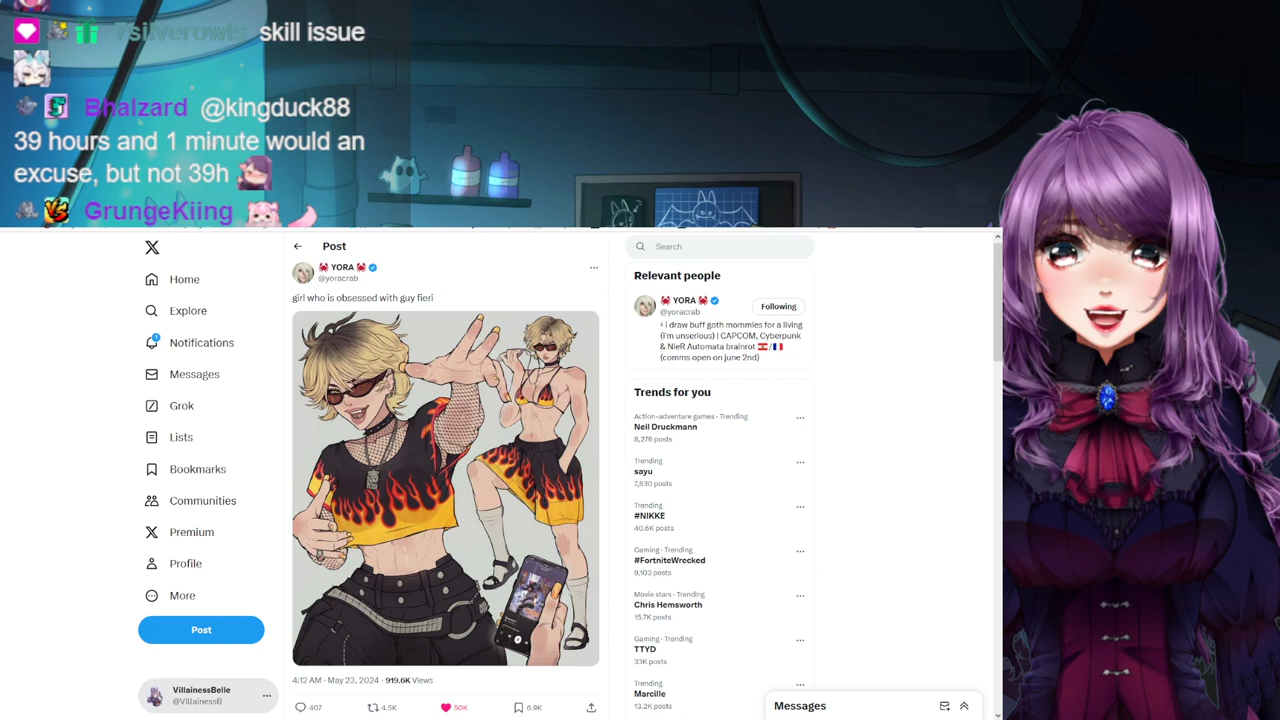 7silverowls skill issue
Bhalzard @kingduck88
39 hours and 1 minute would an
excuse, but not 39h
GrungeKiing
Home
Explore
1
Notifications
Messages
Grok
Lists
Bookmarks
Communities
Premium
Profile
More
Post
VillainessBelle
@VillainessB
Post
YORA
@yoracrab
girl who is obsessed with guy fieri
4:12 AM · May 23, 2024 · 919.6K Views
407
4.5K
50K
6.9K
Search
Relevant people
YORA
@yoracrab
Following
i draw buff goth mommies for a living
(i'm unserious) | CAPCOM, Cyberpunk
& NieR Automata brainrot
(comms open on june 2nd)
Trends for you
Action-adventure games · Trending
Neil Druckmann
8,276 posts
Trending
sayu
7,830 posts
Trending
#NIKKE
40.6K posts
Gaming · Trending
#FortniteWrecked
9,103 posts
Movie stars · Trending
Chris Hemsworth
15.7K posts
Gaming · Trending
TTYD
33K posts
Trending
Marcille
13.2K posts
Messages